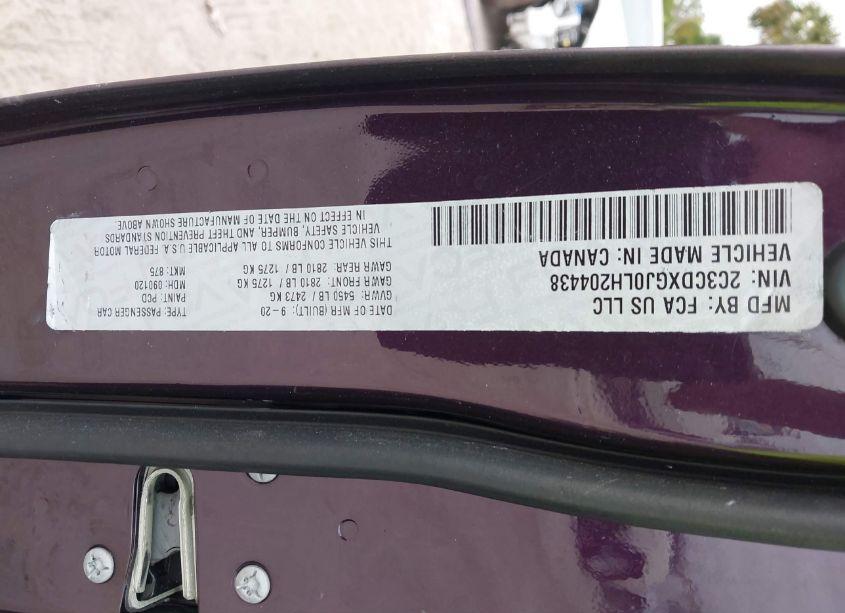 MFD BY: FCA US LLC
VIN: 2C3CDXGJ0LH204438
VEHICLE MADE IN: CANADA
DATE OF MFR (BUILT): 9-20 TYPE: PASSENGER CAR
GVWR: 5450 LB / 2473 KG PAINT: PCD
GAWR FRONT: 2810 LB / 1275 KG MDH: 090120
GAWR REAR: 2810 LB / 1275 KG MKT: 875
THIS VEHICLE CONFORMS TO ALL APPLICABLE U.S.A. FEDERAL MOTOR
VEHICLE SAFETY, BUMPER, AND THEFT PREVENTION STANDARDS
IN EFFECT ON THE DATE OF MANUFACTURE SHOWN ABOVE.